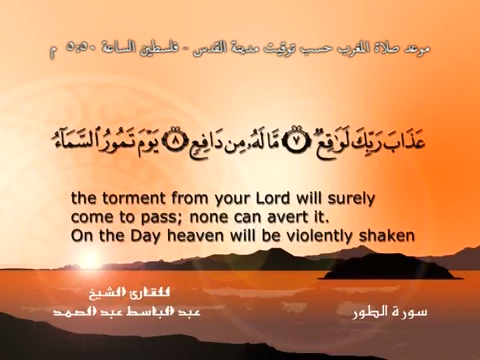 موعد صلاة المغرب حسب توقيت مدينة القدس - فلسطين الساعة ٥:٥٠ م
عَذَابَ رَبِّكَ لَوَٰقِعٌ ٧ مَّا لَهُۥ مِن دَافِعٍ ٨ يَوْمَ تَمُورُ ٱلسَّمَآءُ
the torment from your Lord will surely
come to pass; none can avert it.
On the Day heaven will be violently shaken
للقارئ الشيخ
عبد الباسط عبد الصمد
سورة الطور